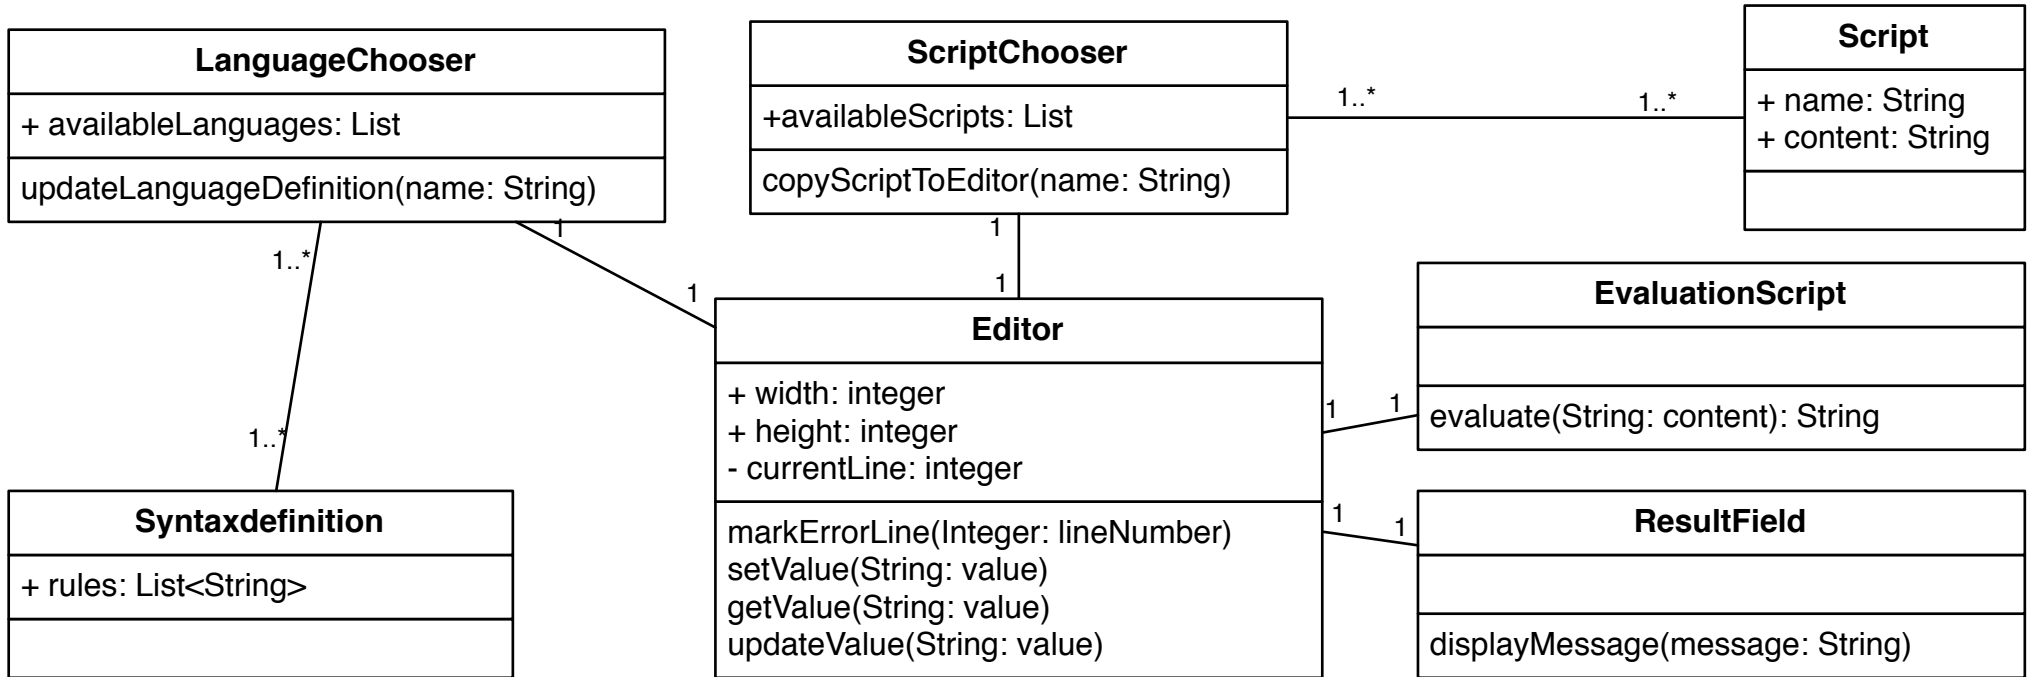 LanguageChooser
+ availableLanguages: List
updateLanguageDefinition(name: String)
ScriptChooser
+availableScripts: List
copyScriptToEditor(name: String)
Script
+ name: String
+ content: String
1..*
1..*
1
1
1..*
1..*
1
1
Editor
+ width: integer
+ height: integer
- currentLine: integer
markErrorLine(Integer: lineNumber)
setValue(String: value)
getValue(String: value)
updateValue(String: value)
1
1
EvaluationScript
evaluate(String: content): String
1
1
ResultField
displayMessage(message: String)
Syntaxdefinition
+ rules: List<String>